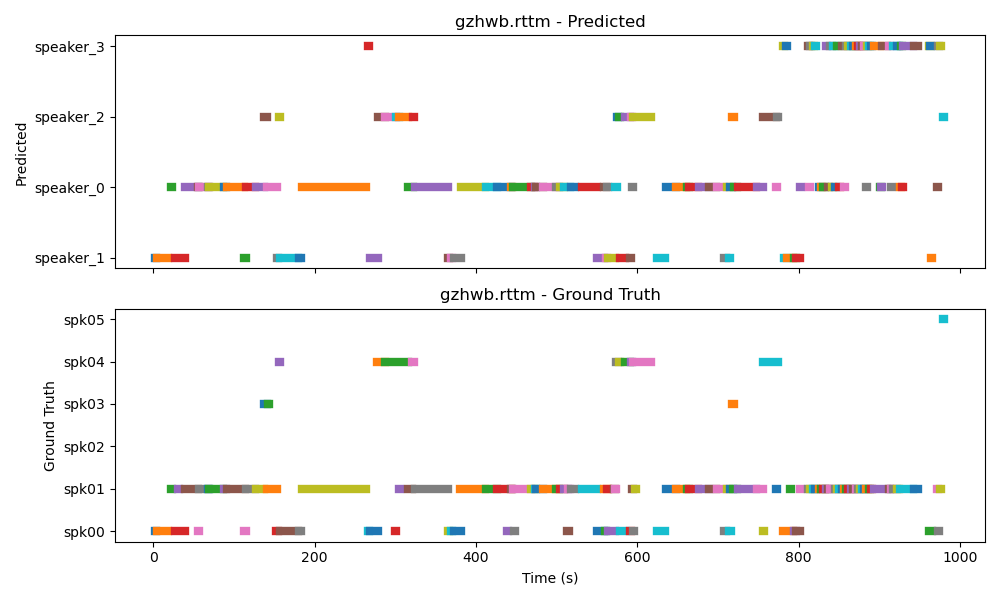 gzhwb.rttm - Predicted
speaker_3
speaker_2
speaker_0
speaker_1
Predicted
gzhwb.rttm - Ground Truth
spk05
spk04
spk03
spk02
spk01
spk00
Ground Truth
0 200 400 600 800 1000
Time (s)